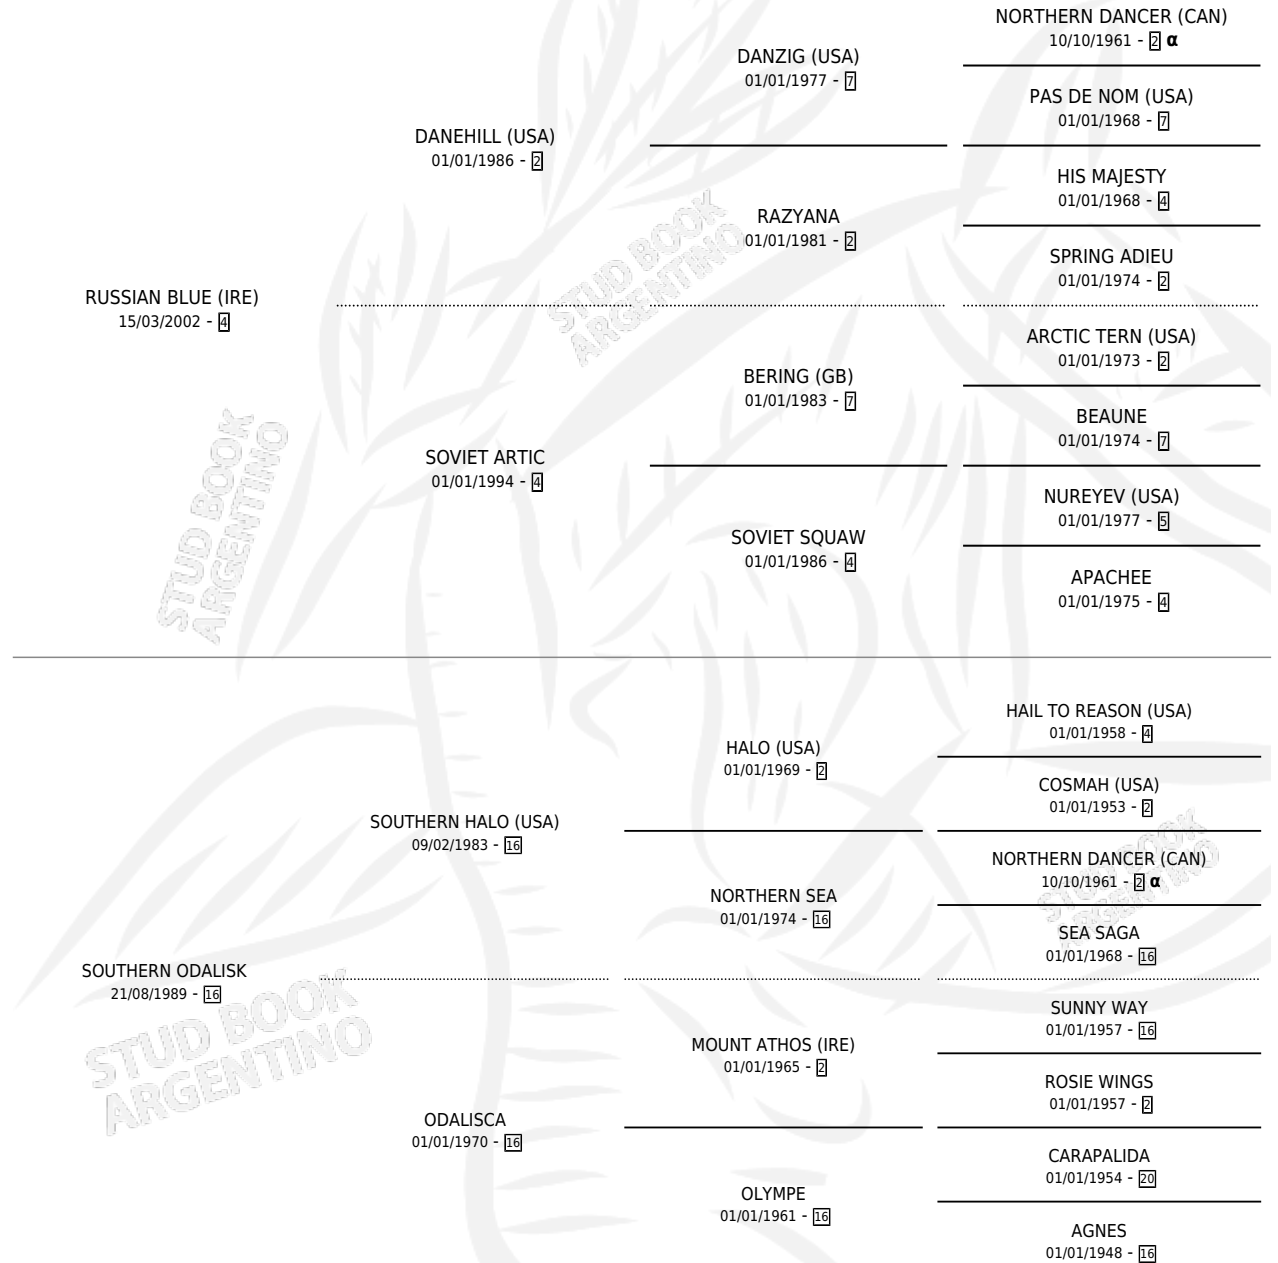 NORTHERN DANCER (CAN)
10/10/1961 - 2 α
DANZIG (USA)
01/01/1977 - 7
PAS DE NOM (USA)
01/01/1968 - 7
DANEHILL (USA)
01/01/1986 - 2
HIS MAJESTY
01/01/1968 - 4
RAZYANA
01/01/1981 - 2
SPRING ADIEU
01/01/1974 - 2
RUSSIAN BLUE (IRE)
15/03/2002 - 4
ARCTIC TERN (USA)
01/01/1973 - 2
BERING (GB)
01/01/1983 - 7
BEAUNE
01/01/1974 - 7
SOVIET ARTIC
01/01/1994 - 4
NUREYEV (USA)
01/01/1977 - 5
SOVIET SQUAW
01/01/1986 - 4
APACHEE
01/01/1975 - 4
HAIL TO REASON (USA)
01/01/1958 - 4
HALO (USA)
01/01/1969 - 2
COSMAH (USA)
01/01/1953 - 2
SOUTHERN HALO (USA)
09/02/1983 - 16
NORTHERN DANCER (CAN)
10/10/1961 - 2 α
NORTHERN SEA
01/01/1974 - 16
SEA SAGA
01/01/1968 - 16
SOUTHERN ODALISK
21/08/1989 - 16
SUNNY WAY
01/01/1957 - 16
MOUNT ATHOS (IRE)
01/01/1965 - 2
ROSIE WINGS
01/01/1957 - 2
ODALISCA
01/01/1970 - 16
CARAPALIDA
01/01/1954 - 20
OLYMPE
01/01/1961 - 16
AGNES
01/01/1948 - 16
STUD BOOK
ARGENTINO
STUD BOOK
ARGENTINO
STUD BOOK
ARGENTINO
STUD BOOK
ARGENTINO